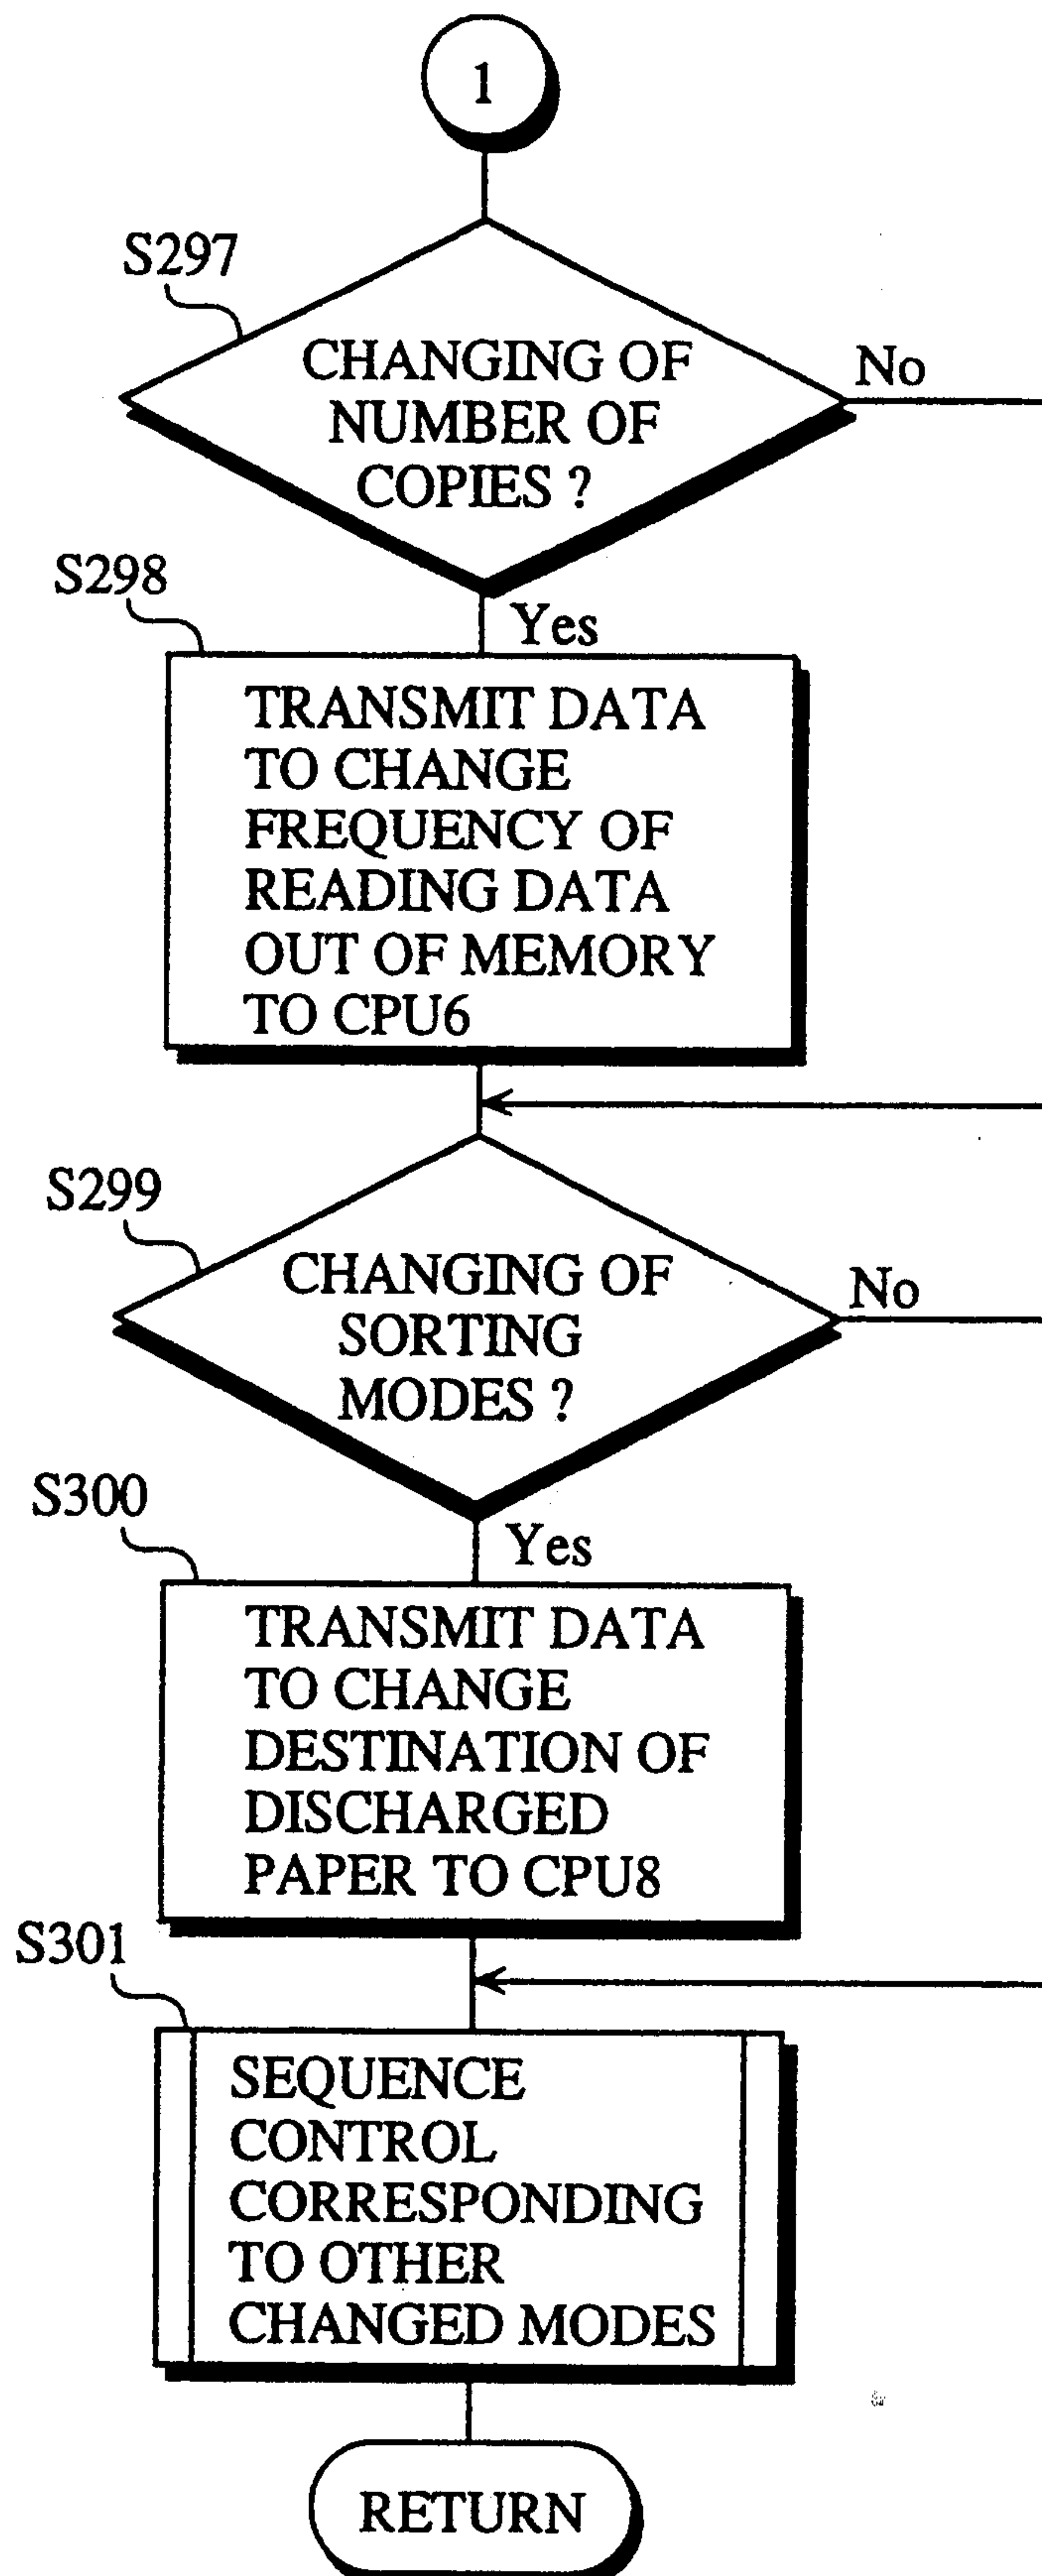 1
S297
CHANGING OF
NUMBER OF
COPIES ?
No
S298
Yes
TRANSMIT DATA
TO CHANGE
FREQUENCY OF
READING DATA
OUT OF MEMORY
TO CPU6
S299
CHANGING OF
SORTING
MODES ?
No
S300
Yes
TRANSMIT DATA
TO CHANGE
DESTINATION OF
DISCHARGED
PAPER TO CPU8
S301
SEQUENCE
CONTROL
CORRESPONDING
TO OTHER
CHANGED MODES
RETURN